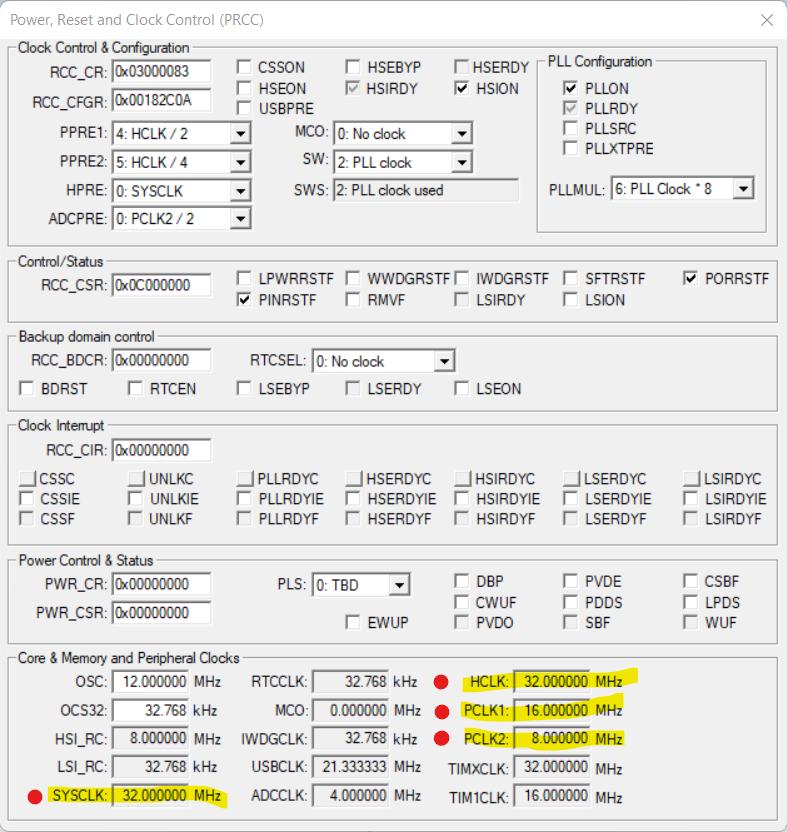 Power, Reset and Clock Control (PRCC)
Clock Control & Configuration
RCC_CR: 0x03000083 CSSON HSEBYP HSERDY PLL Configuration
RCC_CFGR: 0x00182C0A HSEON HSIRDY HSION PLLON
USBPRE PLLRDY
PPRE1: 4: HCLK / 2 MCO: 0: No clock PLLSRC
PPRE2: 5: HCLK / 4 SW: 2: PLL clock PLLXTPRE
HPRE: 0: SYSCLK SWS: 2: PLL clock used PLLMUL: 6: PLL Clock * 8
ADCPRE: 0: PCLK2 / 2
Control/Status
RCC_CSR: 0x0C000000 LPWRRSTF WWDGRSTF IWDGRSTF SFTRSTF PORRSTF
PINRSTF RMVF LSIRDY LSION
Backup domain control
RCC_BDCR: 0x00000000 RTCSEL: 0: No clock
BDRST RTCEN LSEBYP LSERDY LSEON
Clock Interrupt
RCC_CIR: 0x00000000
CSSC UNLKC PLLRDYC HSERDYC HSIRDYC LSERDYC LSIRDYC
CSSIE UNLKIE PLLRDYIE HSERDYIE HSIRDYIE LSERDYIE LSIRDYIE
CSSF UNLKF PLLRDYF HSERDYF HSIRDYF LSERDYF LSIRDYF
Power Control & Status
PWR_CR: 0x00000000 PLS: 0: TBD DBP PVDE CSBF
PWR_CSR: 0x00000000 CWUF PDDS LPDS
EWUP PVDO SBF WUF
Core & Memory and Peripheral Clocks
OSC: 12.000000 MHz RTCCLK: 32.768 kHz HCLK: 32.000000 MHz
OCS32: 32.768 kHz MCO: 0.000000 MHz PCLK1: 16.000000 MHz
HSI_RC: 8.000000 MHz IWDGCLK: 32.768 kHz PCLK2: 8.000000 MHz
LSI_RC: 32.768 kHz USBCLK: 21.333333 MHz TIMXCLK: 32.000000 MHz
SYSCLK: 32.000000 MHz ADCCLK: 4.000000 MHz TIM1CLK: 16.000000 MHz